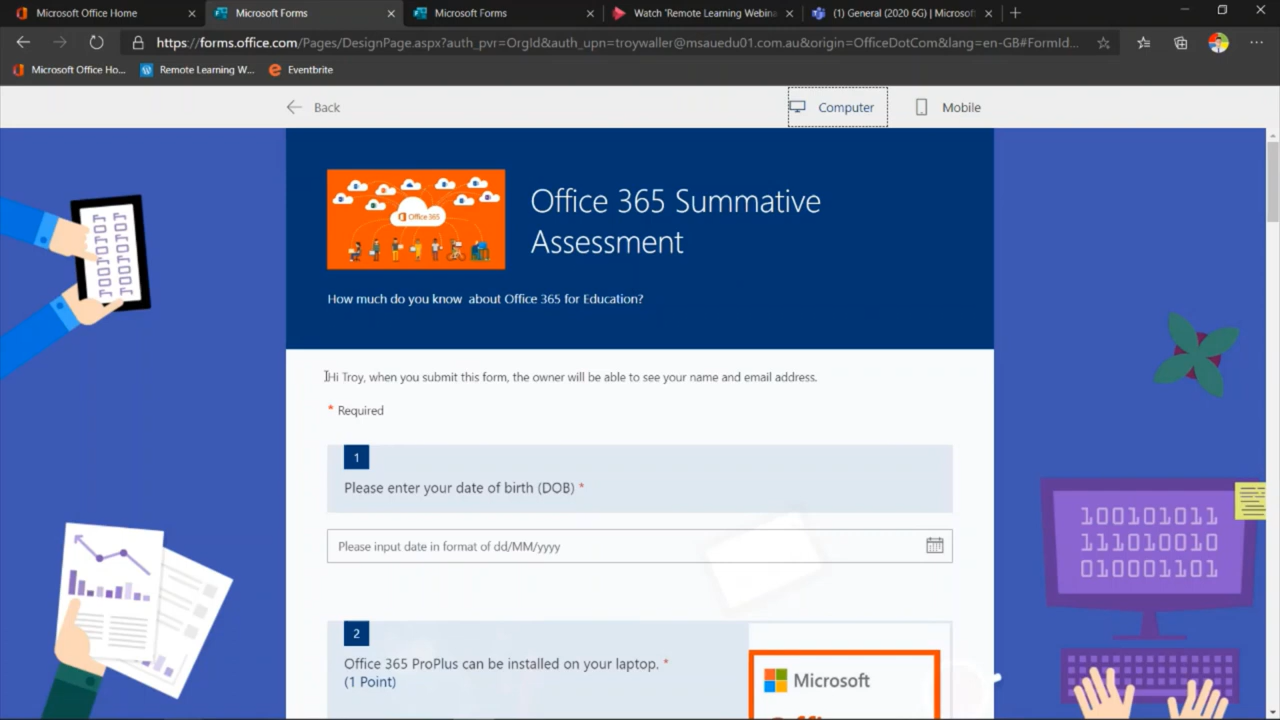 Microsoft Office Home
Microsoft Forms
Microsoft Forms
Watch 'Remote Learning Webina
(1) General (2020 6G) | Microsof
https://forms.office.com/Pages/DesignPage.aspx?auth_pvr=OrgId&auth_upn=troywaller@msauedu01.com.au&origin=OfficeDotCom&lang=en-GB#FormId...
Microsoft Office Ho...
Remote Learning W...
Eventbrite
Back
Computer
Mobile
Office 365
Office 365 Summative
Assessment
How much do you know about Office 365 for Education?
Hi Troy, when you submit this form, the owner will be able to see your name and email address.
* Required
1
Please enter your date of birth (DOB) *
Please input date in format of dd/MM/yyyy
100101011
111010010
010001101
2
Office 365 ProPlus can be installed on your laptop. *
(1 Point)
Microsoft